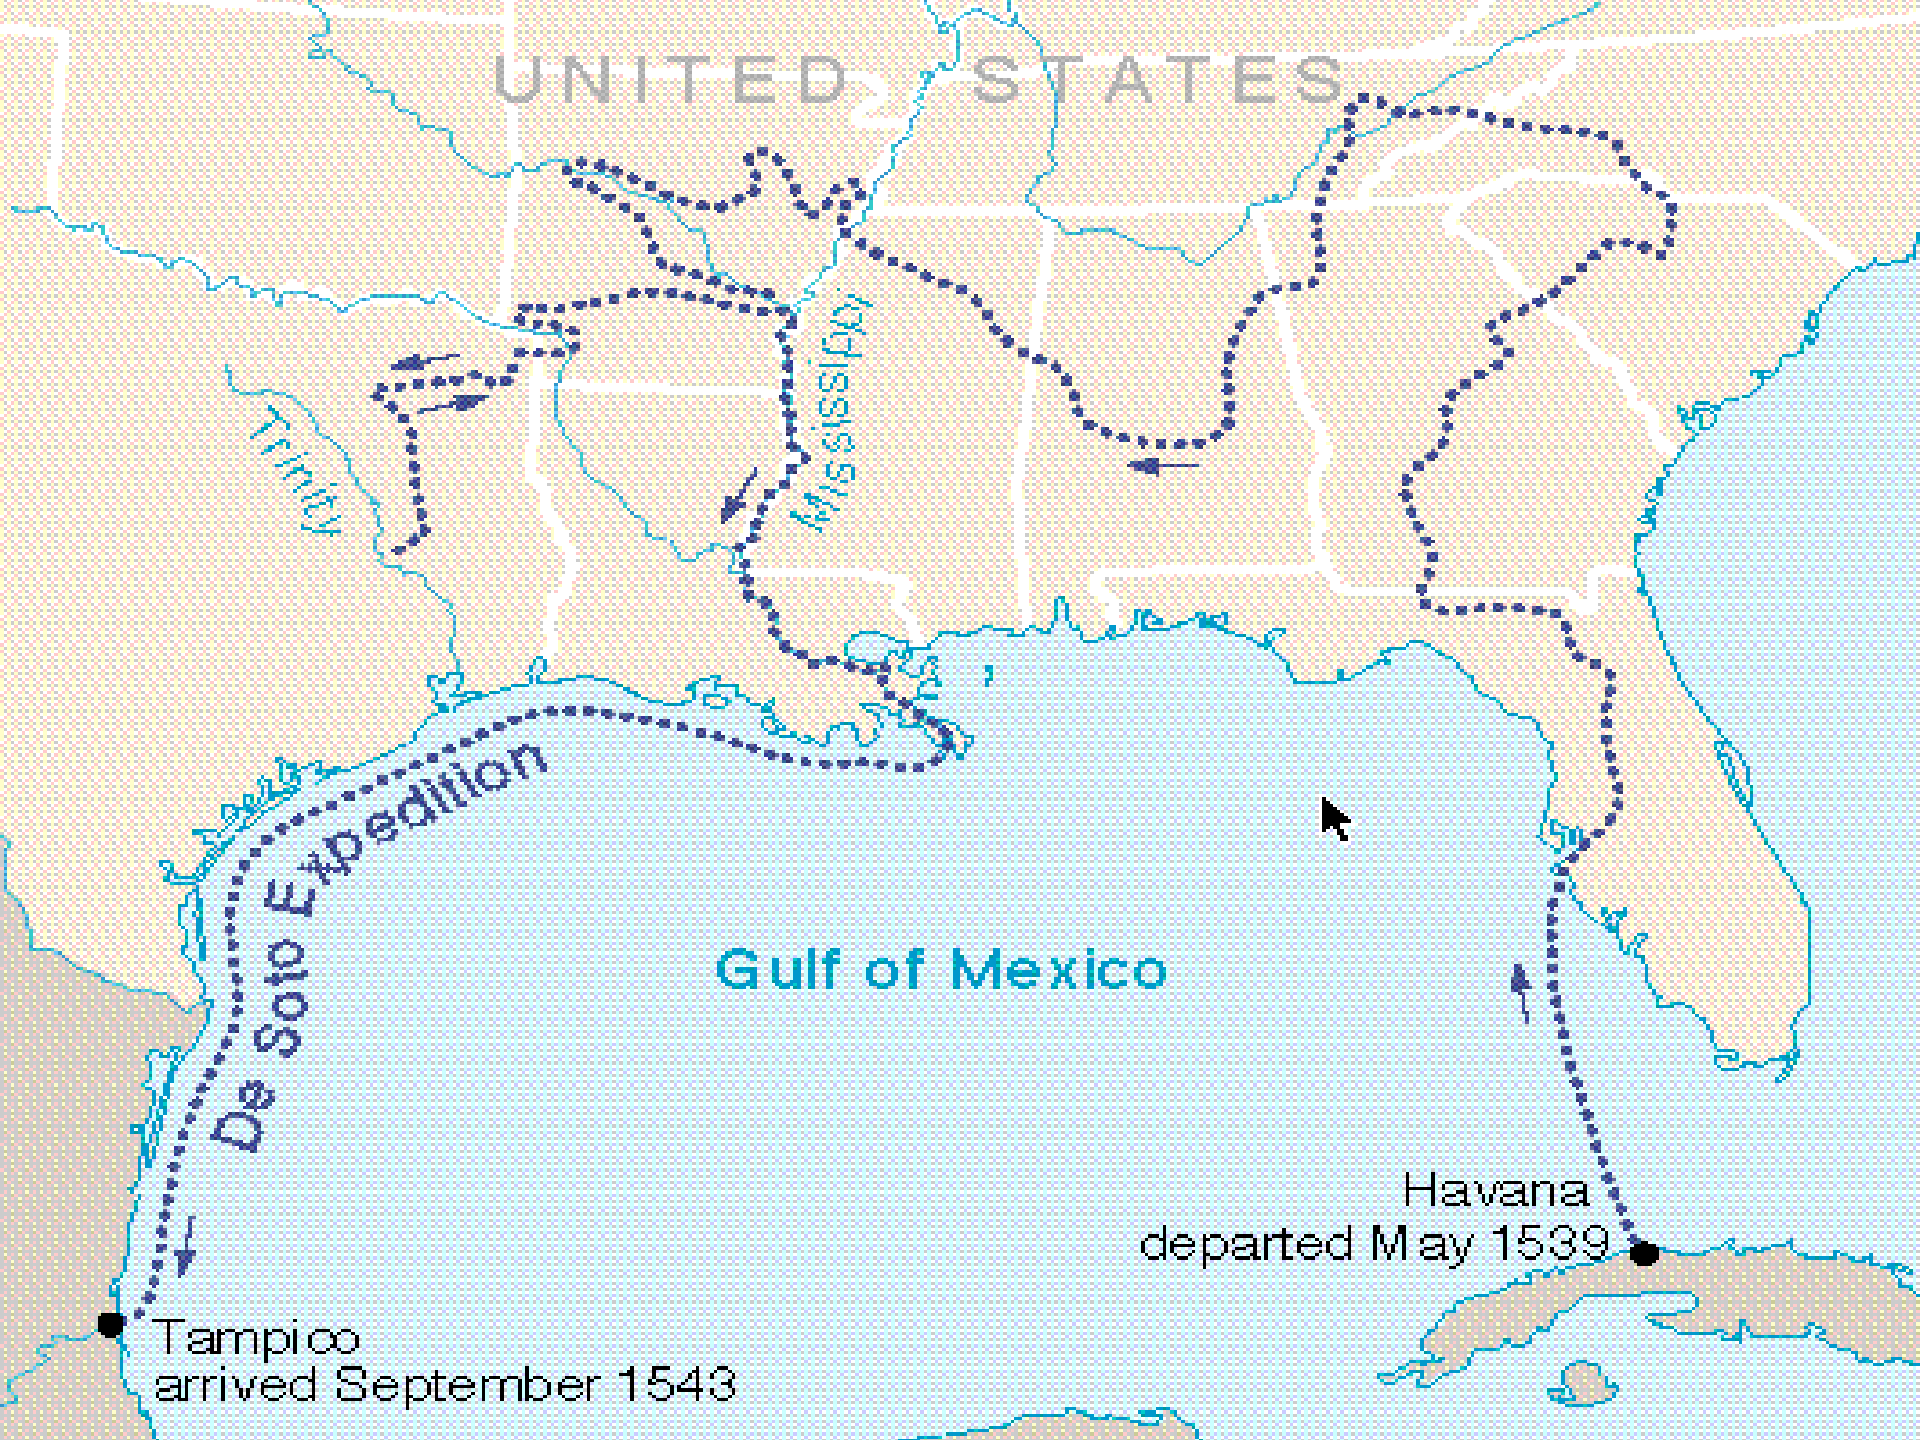 UNITED STATES
Mississippi
Trinity
De Soto Expedition
Gulf of Mexico
Havana
departed May 1539
Tampico
arrived September 1543